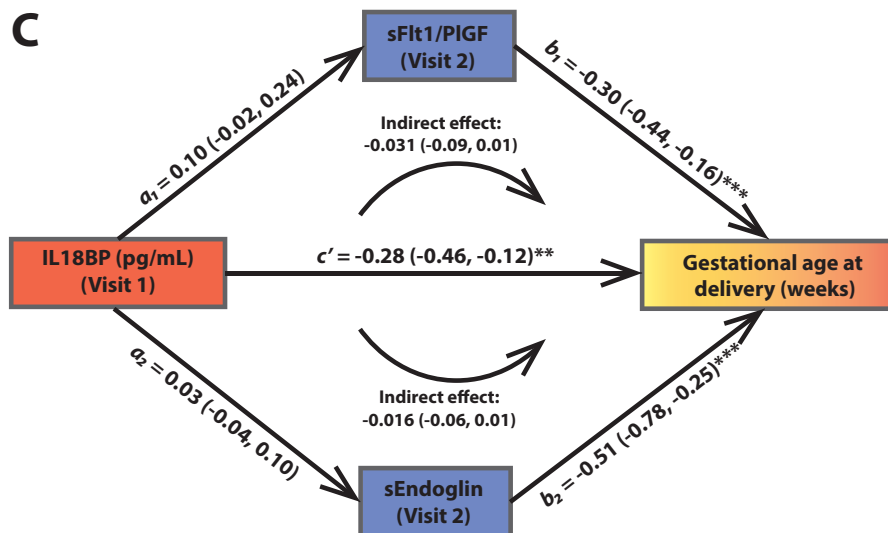 C
sFlt1/PlGF
(Visit 2)
a₁ = 0.10 (-0.02, 0.24)
b₁ = -0.30 (-0.44, -0.16)***
Indirect effect:
-0.031 (-0.09, 0.01)
IL18BP (pg/mL)
(Visit 1)
c′ = -0.28 (-0.46, -0.12)**
Gestational age at
delivery (weeks)
a₂ = 0.03 (-0.04, 0.10)
Indirect effect:
-0.016 (-0.06, 0.01)
b₂ = -0.51 (-0.78, -0.25)***
sEndoglin
(Visit 2)